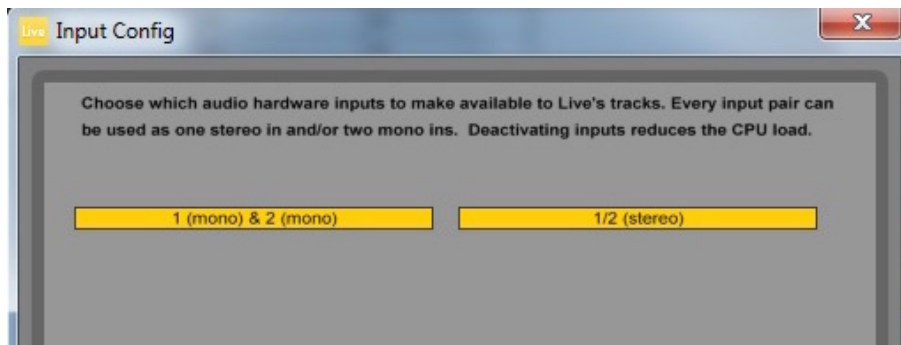 Live Input Config
X
Choose which audio hardware inputs to make available to Live's tracks. Every input pair can
be used as one stereo in and/or two mono ins. Deactivating inputs reduces the CPU load.
1 (mono) & 2 (mono) 1/2 (stereo)